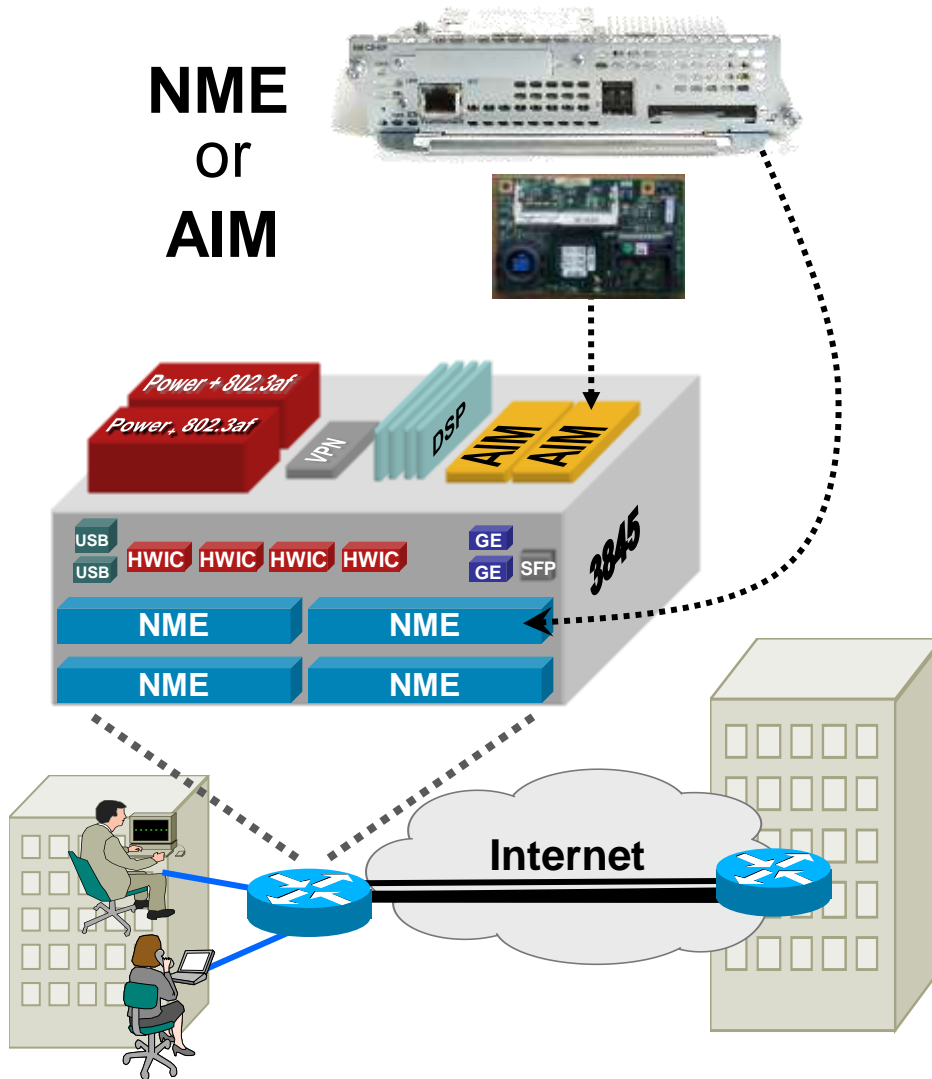 NME
or
AIM
Power + 802.3af
Power+ 802.3af
VPN
DSP
AIM
AIM
3845
USB
USB
HWIC
HWIC
HWIC
HWIC
GE
GE
SFP
NME
NME
NME
NME
Internet